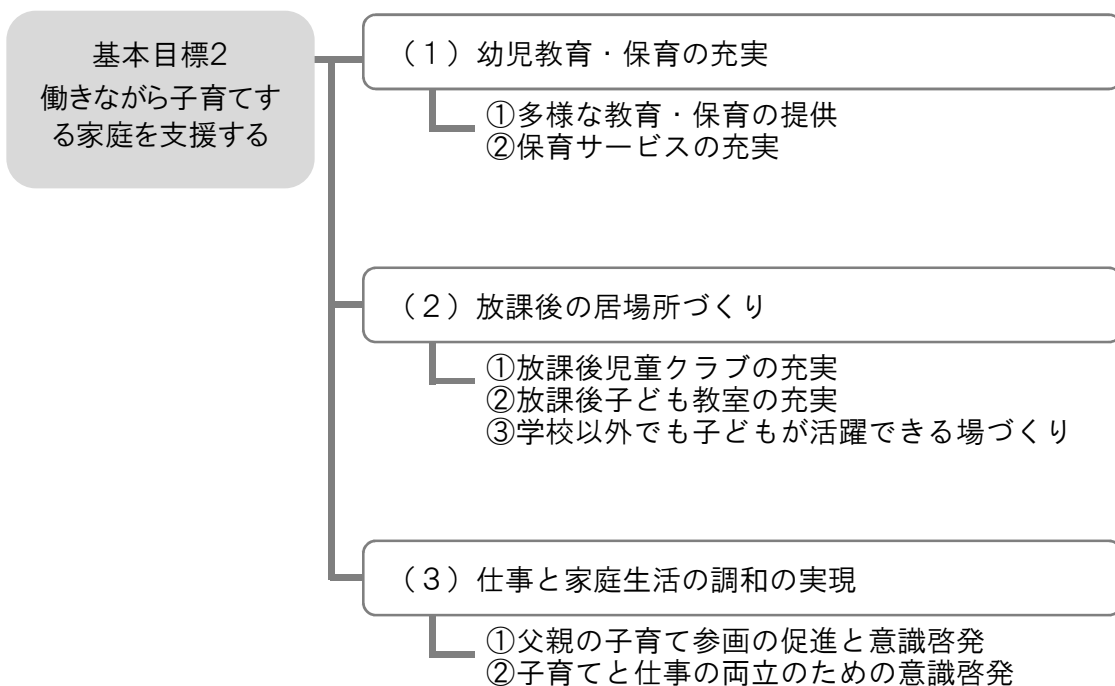 基本目標2
働きながら子育てす
る家庭を支援する
（１）幼児教育・保育の充実
①多様な教育・保育の提供
②保育サービスの充実
（２）放課後の居場所づくり
①放課後児童クラブの充実
②放課後子ども教室の充実
③学校以外でも子どもが活躍できる場づくり
（３）仕事と家庭生活の調和の実現
①父親の子育て参画の促進と意識啓発
②子育てと仕事の両立のための意識啓発